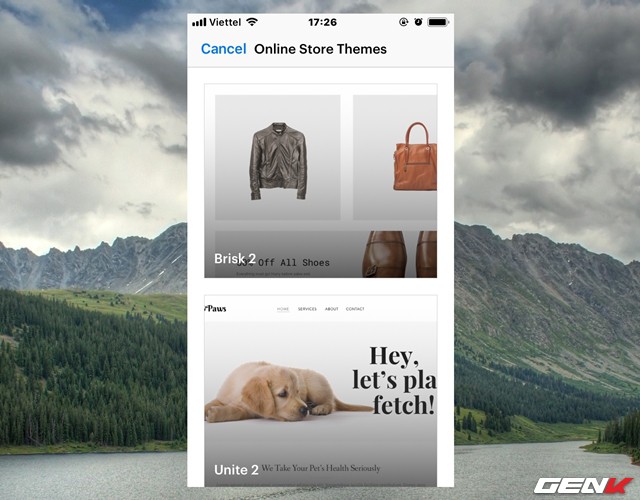 Viettel 17:26
Cancel Online Store Themes
Off All Shoes
Brisk 2
Paws HOME SERVICES ABOUT CONTACT
Hey,
let's pla
fetch!
Unite 2 We Take Your Pet's Health Seriously
GENK